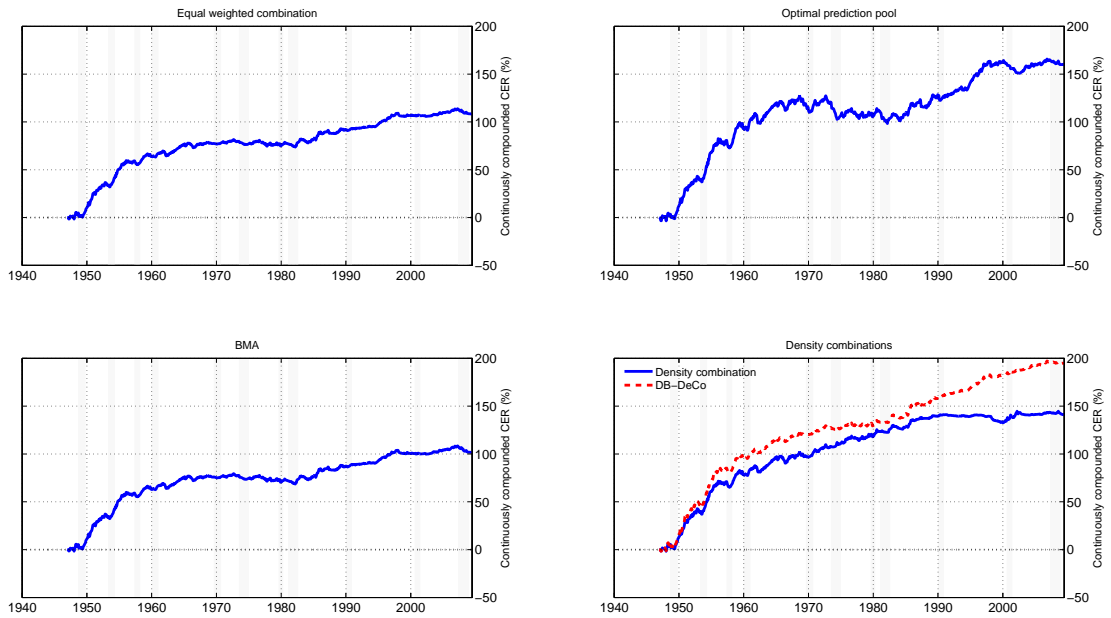 Equal weighted combination
200
150
100
50
0
−50
Continuously compounded CER (%)
1940 1950 1960 1970 1980 1990 2000
Optimal prediction pool
200
150
100
50
0
−50
Continuously compounded CER (%)
1940 1950 1960 1970 1980 1990 2000
BMA
200
150
100
50
0
−50
Continuously compounded CER (%)
1940 1950 1960 1970 1980 1990 2000
Density combinations
Density combination
DB−DeCo
200
150
100
50
0
−50
Continuously compounded CER (%)
1940 1950 1960 1970 1980 1990 2000